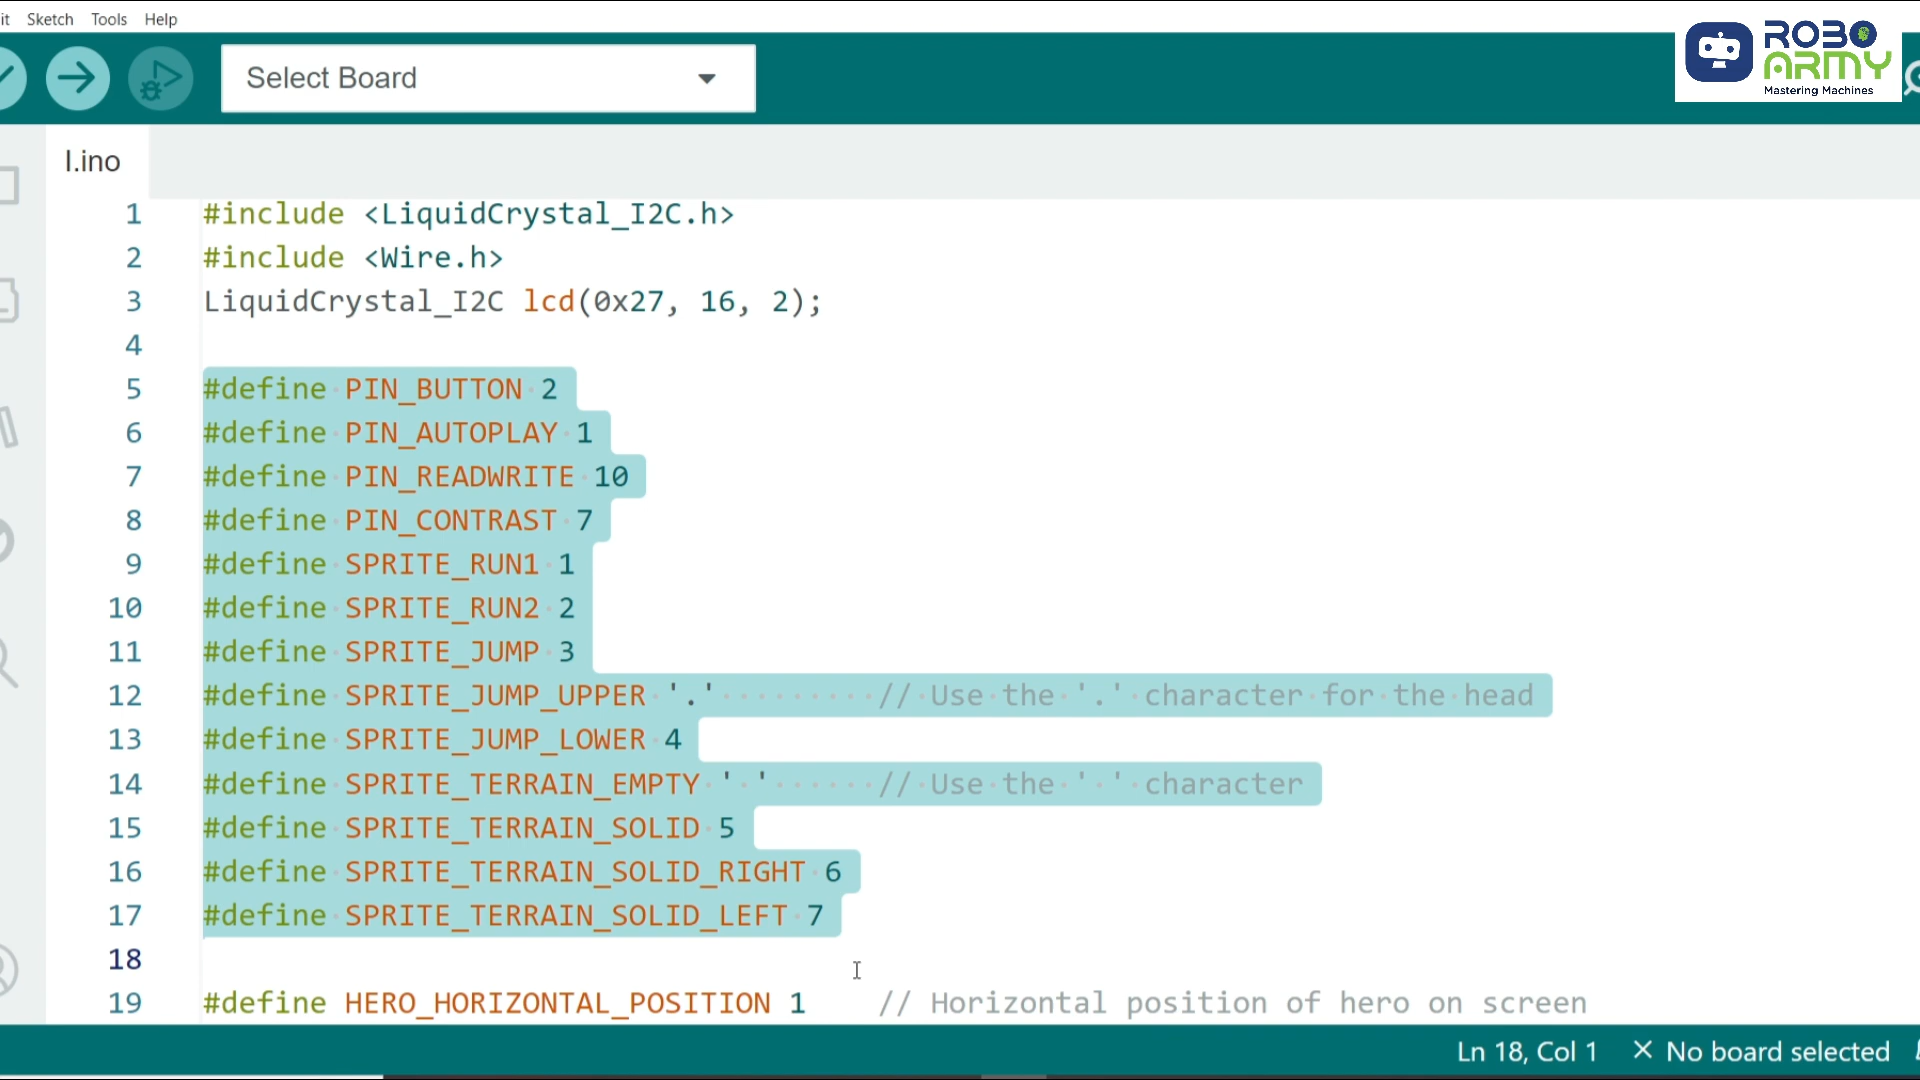 it Sketch Tools Help
Select Board
ROBO
ARMY
Mastering Machines
I.ino
1 #include <LiquidCrystal_I2C.h>
2 #include <Wire.h>
3 LiquidCrystal_I2C lcd(0x27, 16, 2);
4
5 #define PIN_BUTTON 2
6 #define PIN_AUTOPLAY 1
7 #define PIN_READWRITE 10
8 #define PIN_CONTRAST 7
9 #define SPRITE_RUN1 1
10 #define SPRITE_RUN2 2
11 #define SPRITE_JUMP 3
12 #define SPRITE_JUMP_UPPER '.'         // Use the '.' character for the head
13 #define SPRITE_JUMP_LOWER 4
14 #define SPRITE_TERRAIN_EMPTY ' '      // Use the ' ' character
15 #define SPRITE_TERRAIN_SOLID 5
16 #define SPRITE_TERRAIN_SOLID_RIGHT 6
17 #define SPRITE_TERRAIN_SOLID_LEFT 7
18
19 #define HERO_HORIZONTAL_POSITION 1    // Horizontal position of hero on screen
Ln 18, Col 1 × No board selected